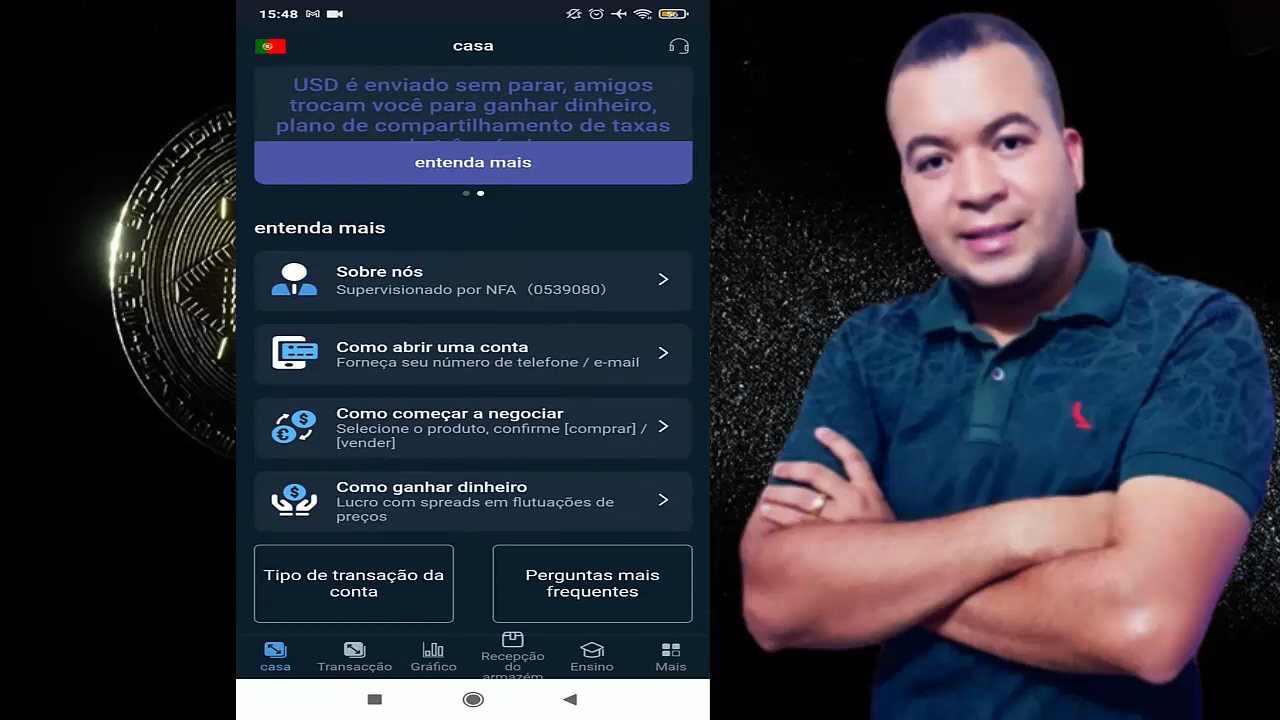 15:48
56
casa
USD é enviado sem parar, amigos
trocam você para ganhar dinheiro,
plano de compartilhamento de taxas
entenda mais
entenda mais
Sobre nós
Supervisionado por NFA (0539080)
Como abrir uma conta
Forneça seu número de telefone / e-mail
Como começar a negociar
Selecione o produto, confirme [comprar] /
[vender]
Como ganhar dinheiro
Lucro com spreads em flutuações de
preços
Tipo de transação da
conta
Perguntas mais
frequentes
casa
Transacção
Gráfico
Recepção
do
armazém
Ensino
Mais